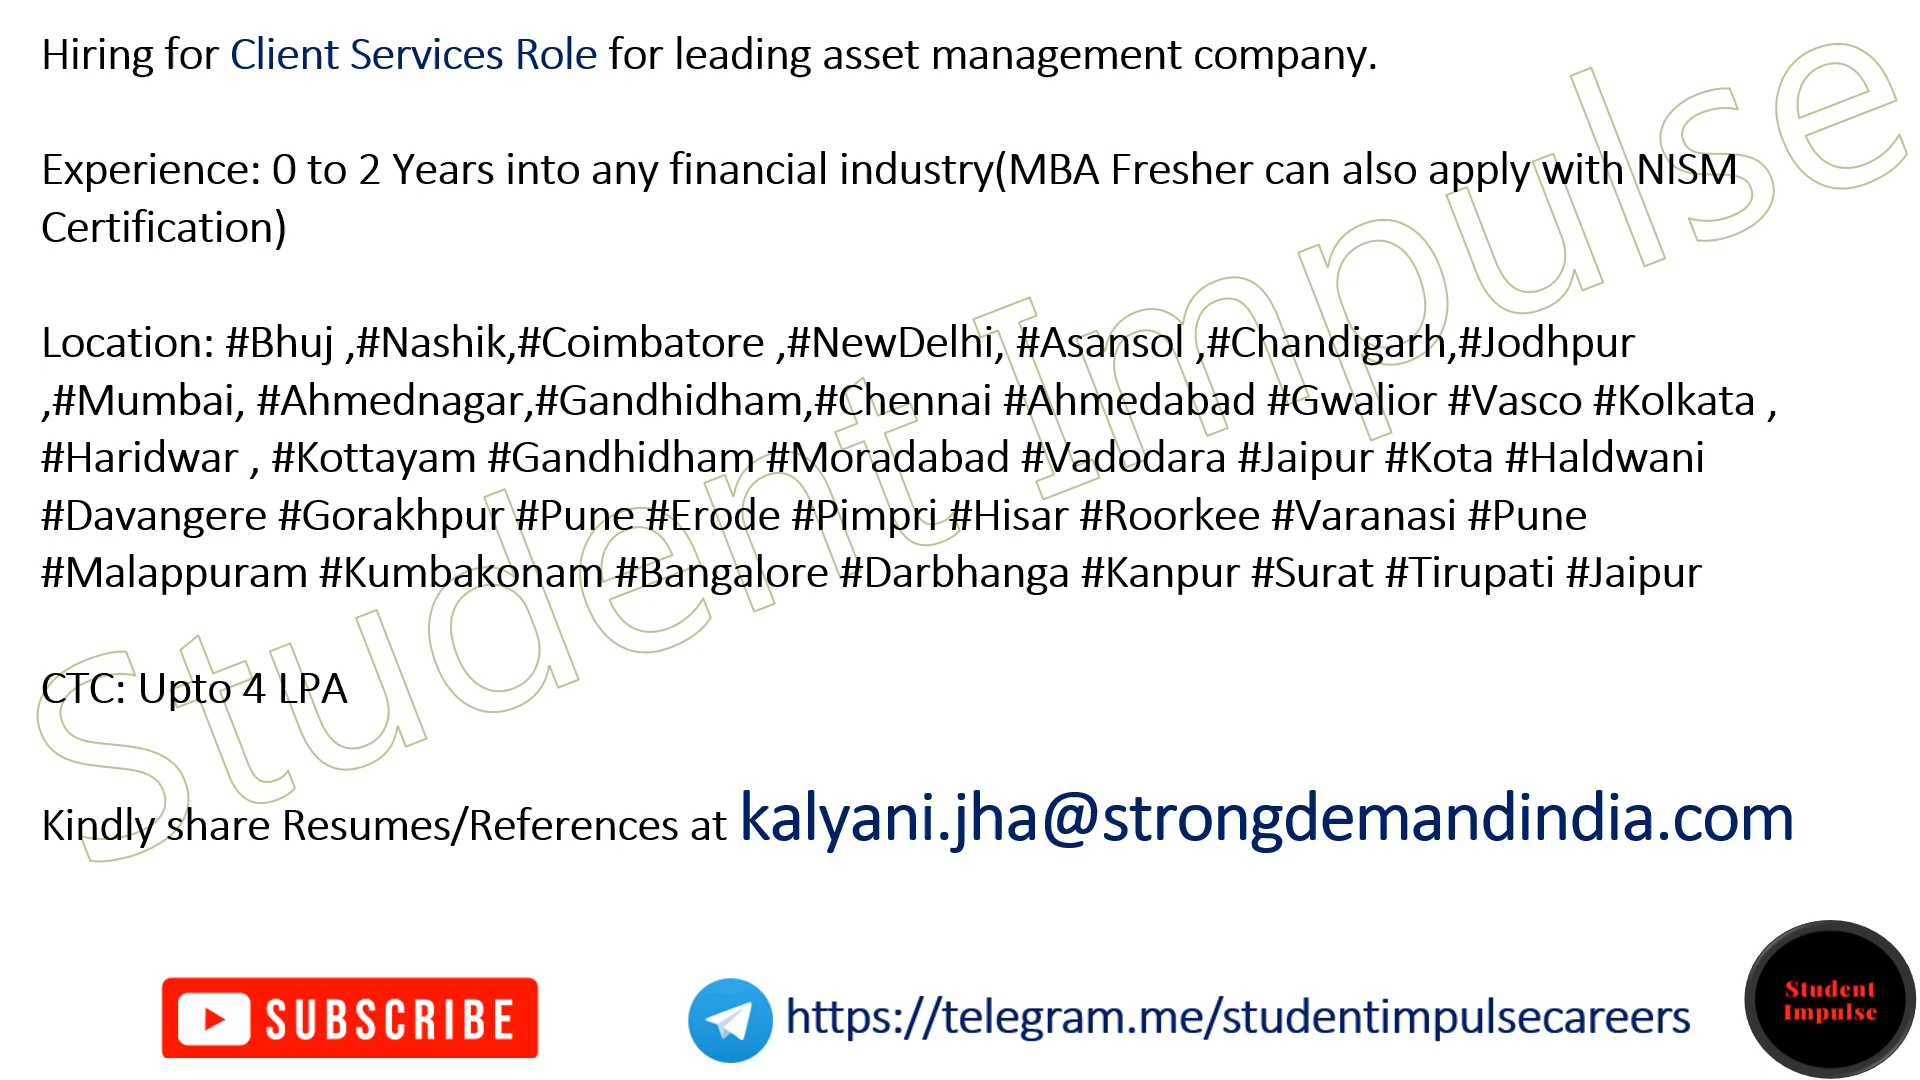 Hiring for Client Services Role for leading asset management company.
Experience: 0 to 2 Years into any financial industry(MBA Fresher can also apply with NISM
Certification)
Location: #Bhuj ,#Nashik,#Coimbatore ,#NewDelhi, #Asansol ,#Chandigarh,#Jodhpur
,#Mumbai, #Ahmednagar,#Gandhidham,#Chennai #Ahmedabad #Gwalior #Vasco #Kolkata ,
#Haridwar , #Kottayam #Gandhidham #Moradabad #Vadodara #Jaipur #Kota #Haldwani
#Davangere #Gorakhpur #Pune #Erode #Pimpri #Hisar #Roorkee #Varanasi #Pune
#Malappuram #Kumbakonam #Bangalore #Darbhanga #Kanpur #Surat #Tirupati #Jaipur
CTC: Upto 4 LPA
Kindly share Resumes/References at kalyani.jha@strongdemandindia.com
Student Impulse
SUBSCRIBE
https://telegram.me/studentimpulsecareers
Student
Impulse